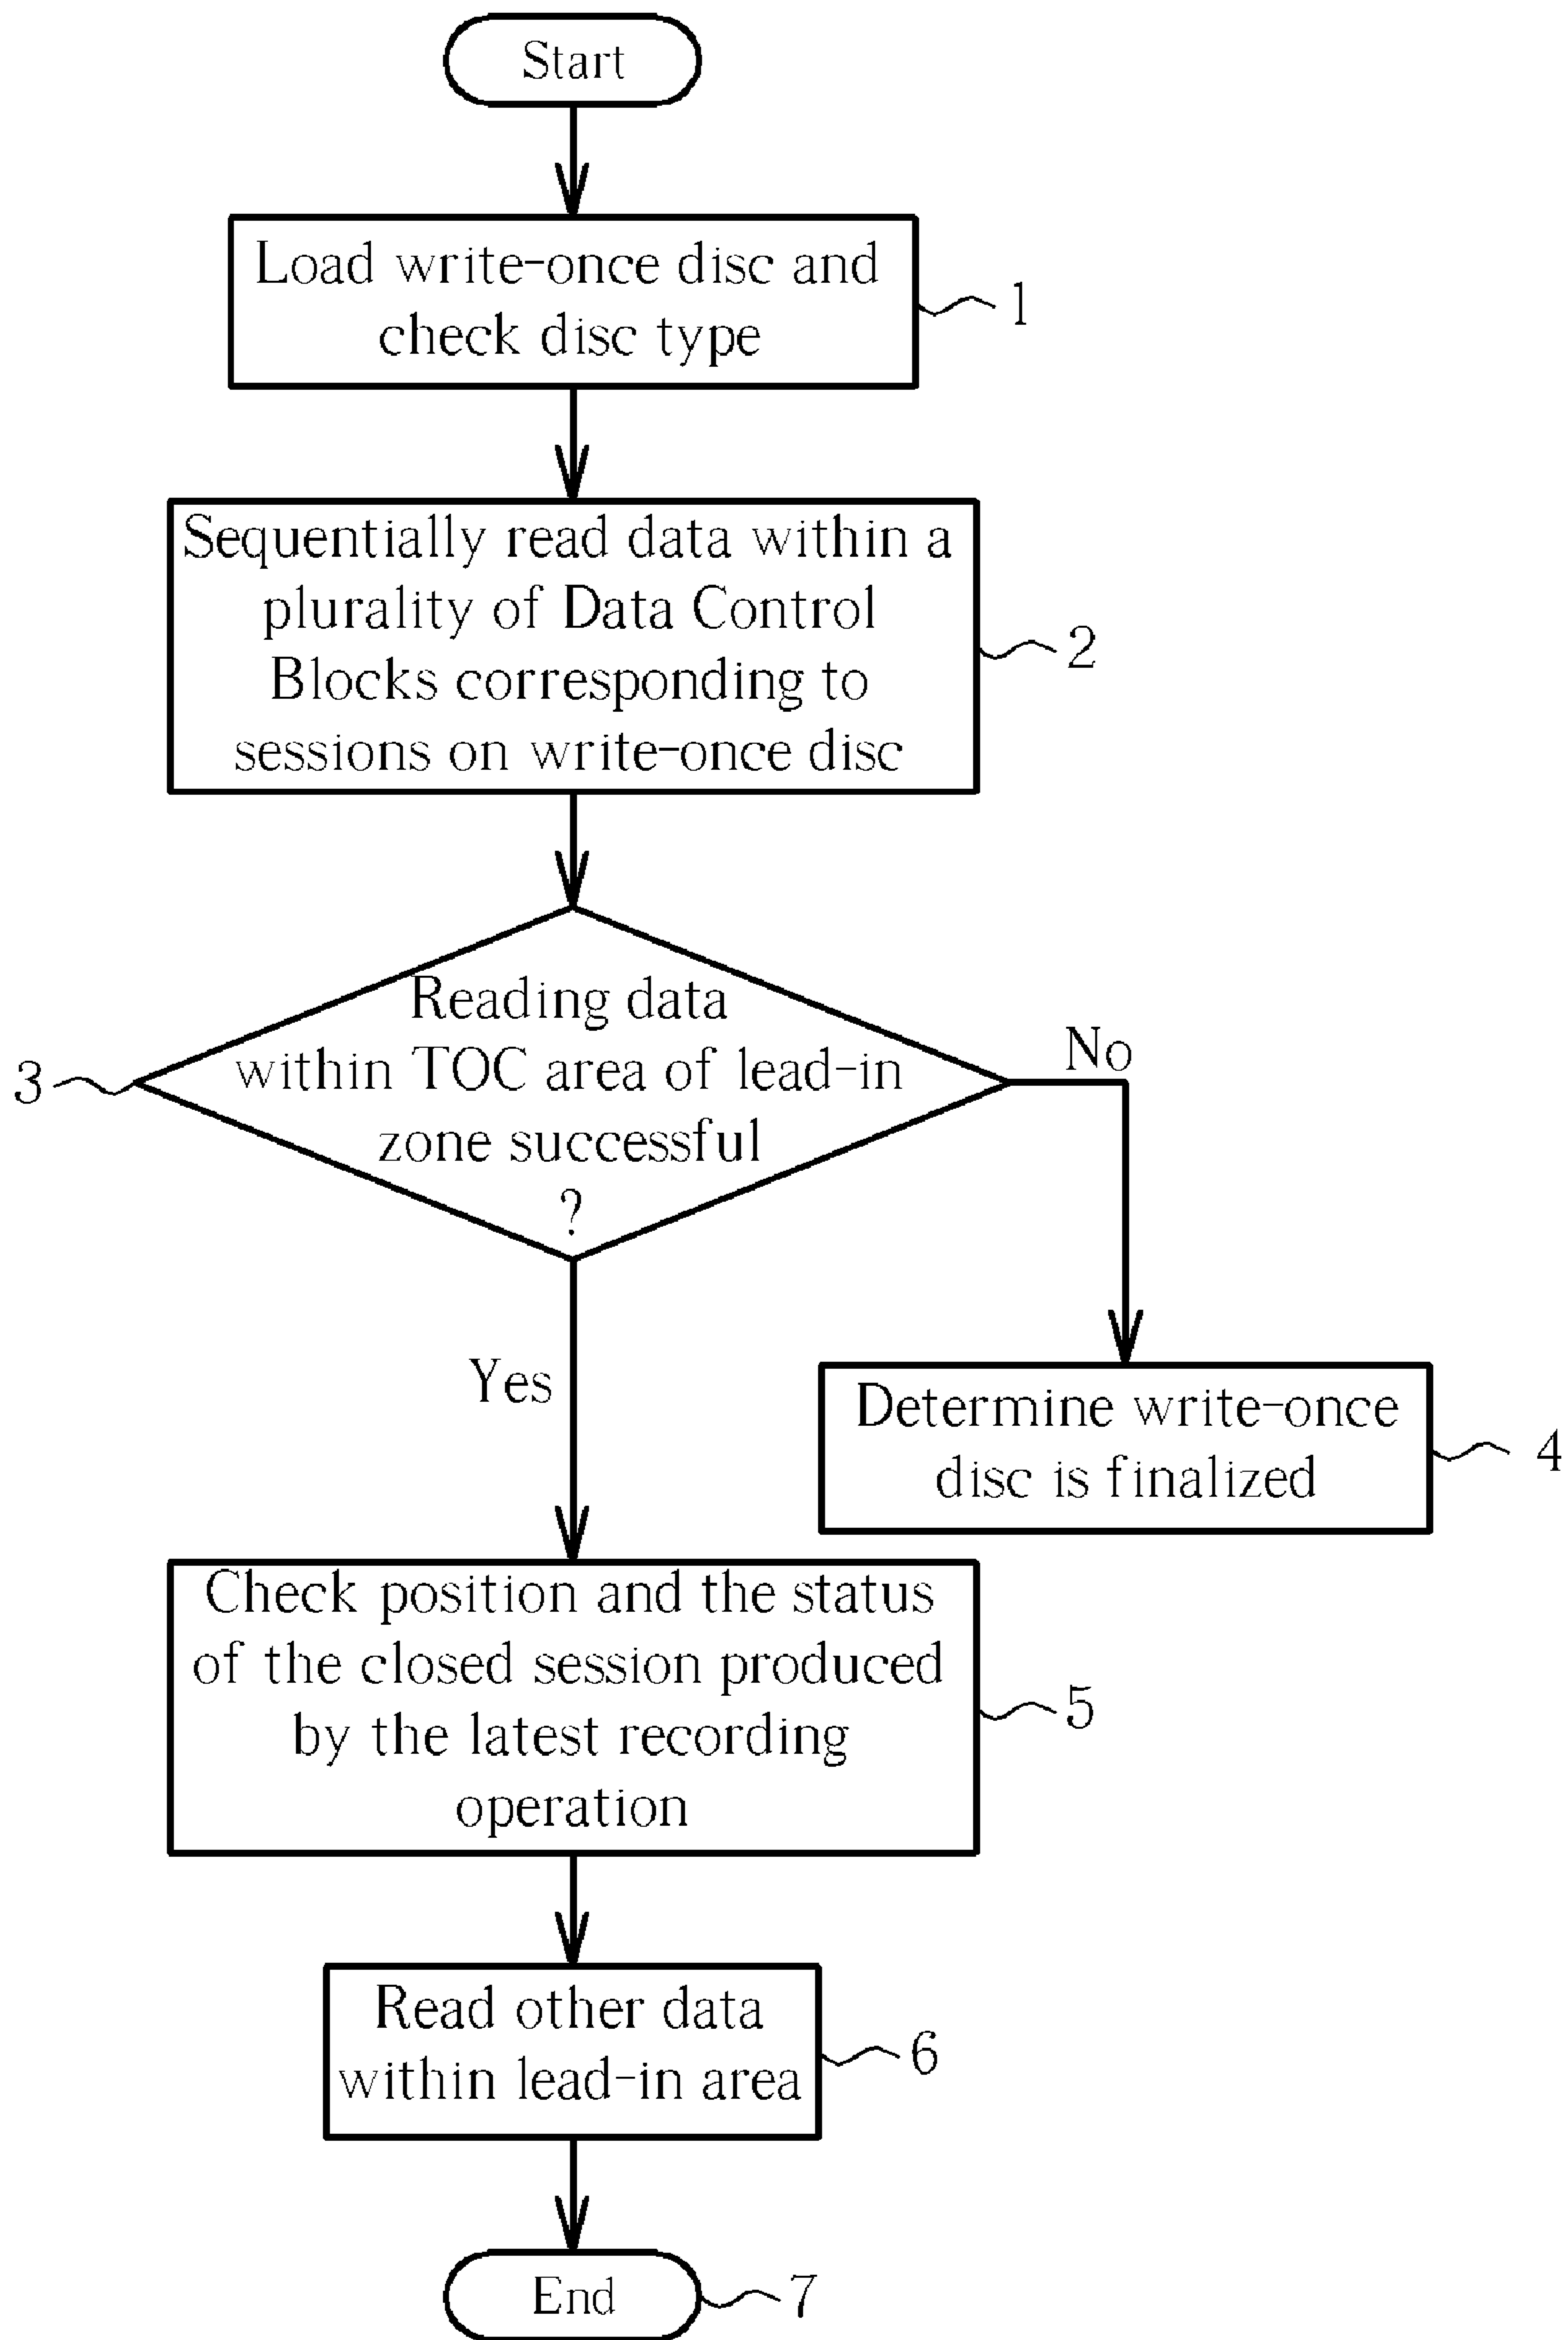 Start
Load write-once disc and
check disc type
1
Sequentially read data within a
plurality of Data Control
Blocks corresponding to
sessions on write-once disc
2
Reading data
within TOC area of lead-in
zone successful
?
3
No
Yes
Determine write-once
disc is finalized
4
Check position and the status
of the closed session produced
by the latest recording
operation
5
Read other data
within lead-in area
6
End
7